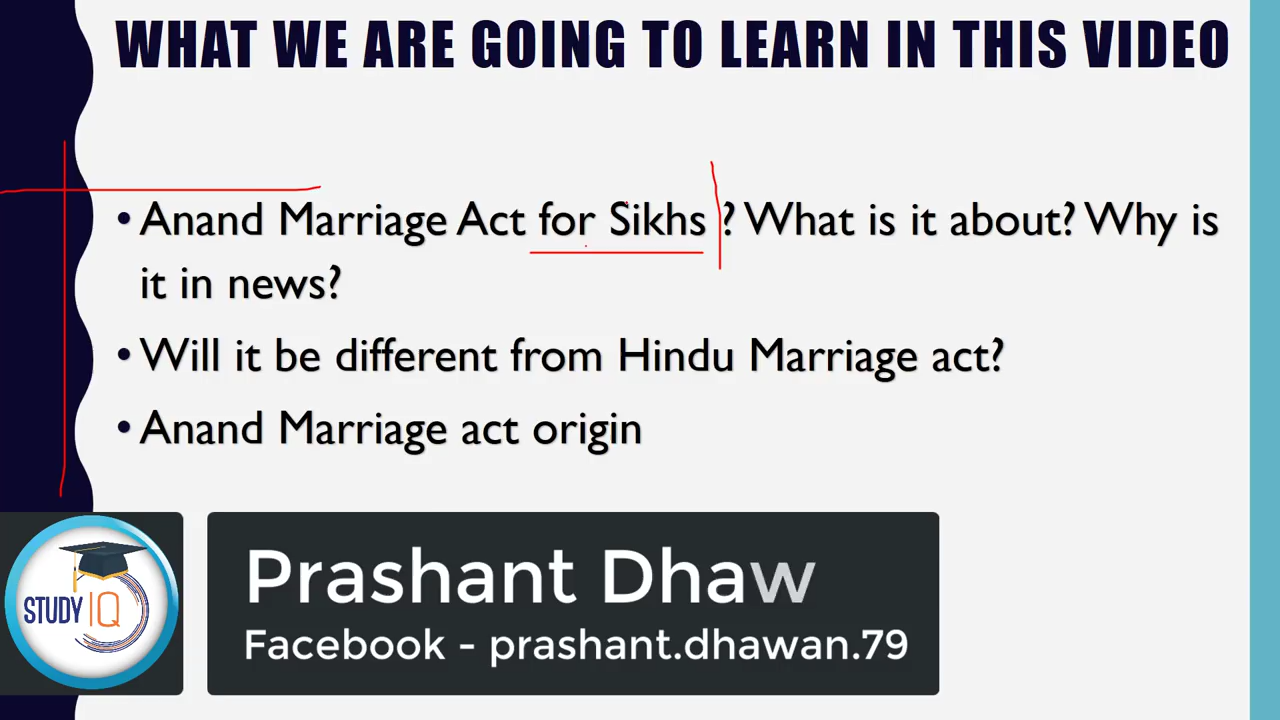 WHAT WE ARE GOING TO LEARN IN THIS VIDEO
• Anand Marriage Act for Sikhs ? What is it about? Why is
it in news?
• Will it be different from Hindu Marriage act?
• Anand Marriage act origin
STUDY IQ
Prashant Dhaw
Facebook - prashant.dhawan.79